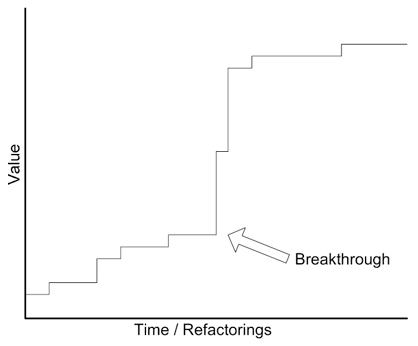 Value
Breakthrough
Time / Refactorings